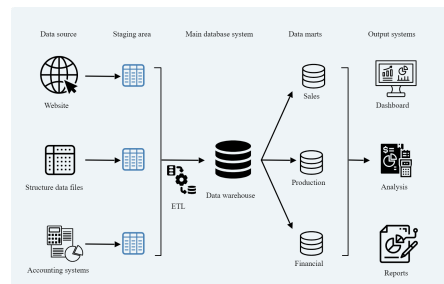 Data source
Staging area
Main database system
Data marts
Output systems
Website
Sales
Dashboard
Structure data files
ETL
Data warehouse
Production
Analysis
Accounting systems
Financial
Reports